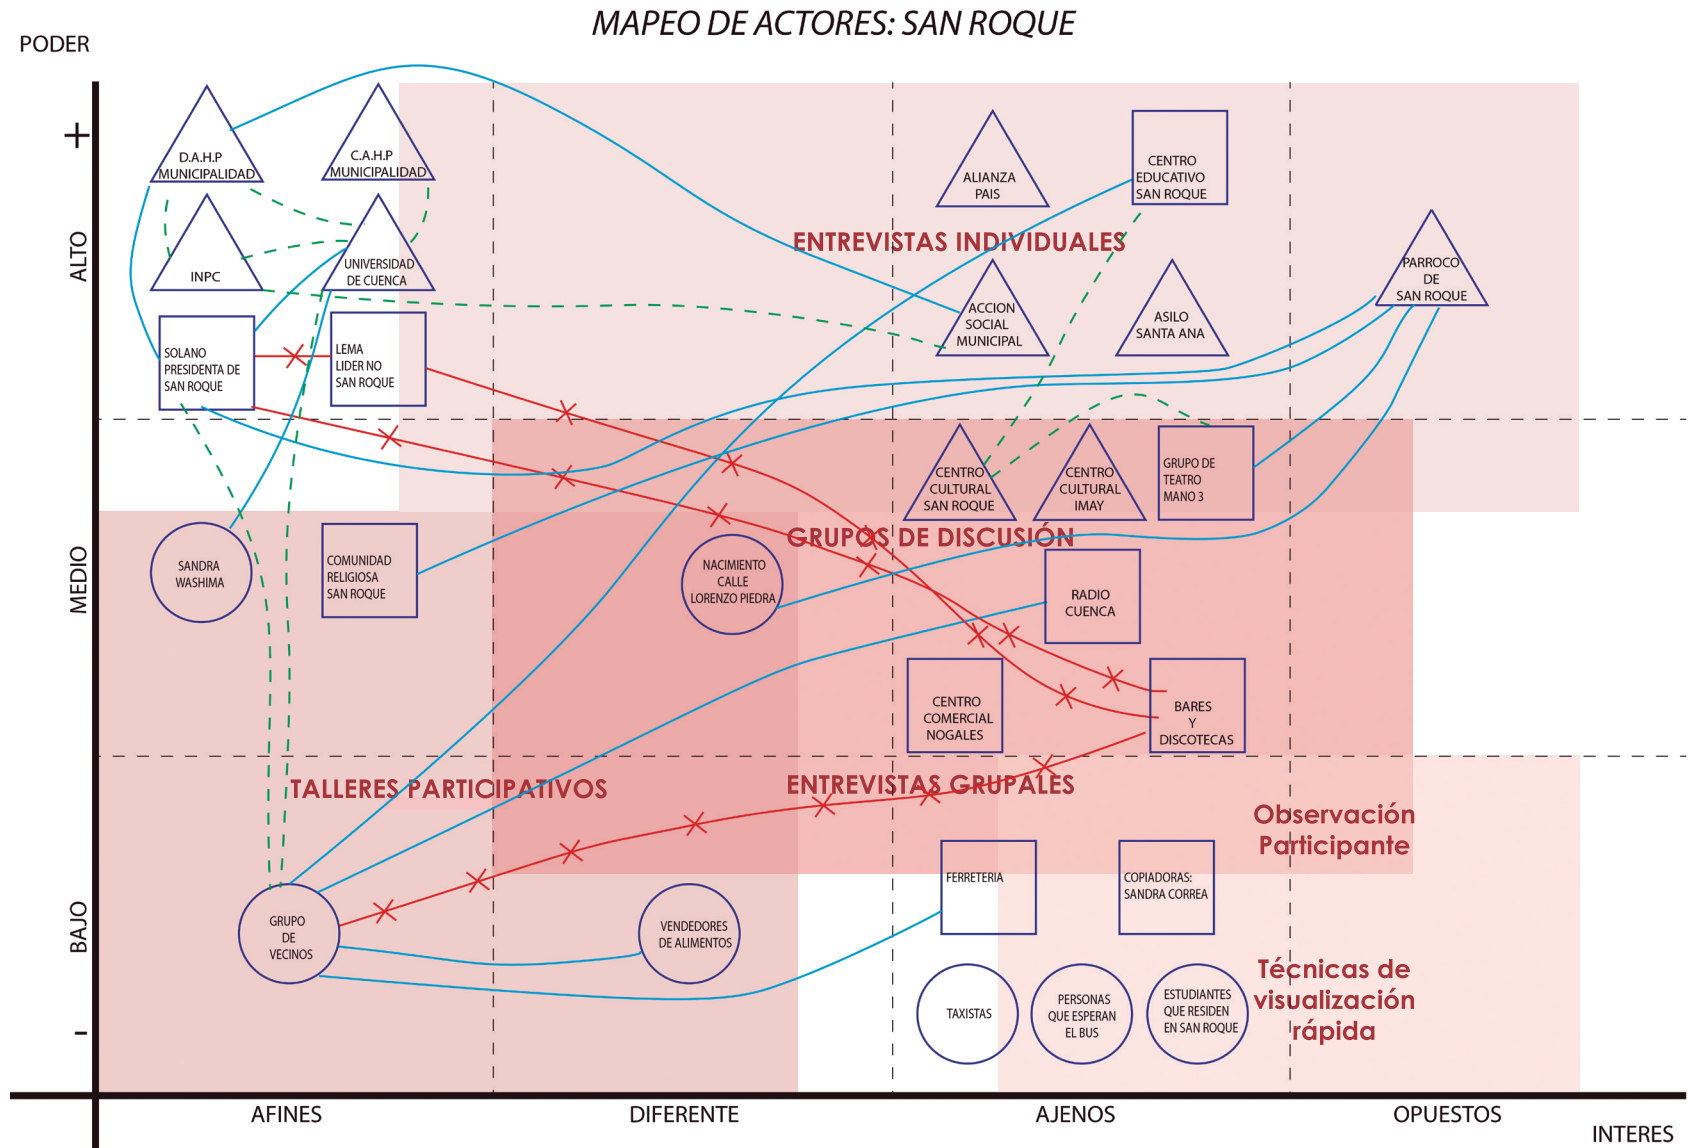 MAPEO DE ACTORES: SAN ROQUE
PODER
+
ALTO
MEDIO
BAJO
-
D.A.H.P
MUNICIPALIDAD
C.A.H.P
MUNICIPALIDAD
INPC
UNIVERSIDAD
DE CUENCA
SOLANO
PRESIDENTA DE
SAN ROQUE
LEMA
LIDER NO
SAN ROQUE
ALIANZA
PAIS
CENTRO
EDUCATIVO
SAN ROQUE
ENTREVISTAS INDIVIDUALES
ACCION
SOCIAL
MUNICIPAL
ASILO
SANTA ANA
PARROCO
DE
SAN ROQUE
CENTRO
CULTURAL
SAN ROQUE
CENTRO
CULTURAL
IMAY
GRUPO DE
TEATRO
MANO 3
GRUPOS DE DISCUSIÓN
SANDRA
WASHIMA
COMUNIDAD
RELIGIOSA
SAN ROQUE
NACIMIENTO
CALLE
LORENZO PIEDRA
RADIO
CUENCA
CENTRO
COMERCIAL
NOGALES
BARES
Y
DISCOTECAS
TALLERES PARTICIPATIVOS
ENTREVISTAS GRUPALES
Observación
Participante
GRUPO
DE
VECINOS
VENDEDORES
DE ALIMENTOS
FERRETERIA
COPIADORAS:
SANDRA CORREA
TAXISTAS
PERSONAS
QUE ESPERAN
EL BUS
ESTUDIANTES
QUE RESIDEN
EN SAN ROQUE
Técnicas de
visualización
rápida
AFINES
DIFERENTE
AJENOS
OPUESTOS
INTERES